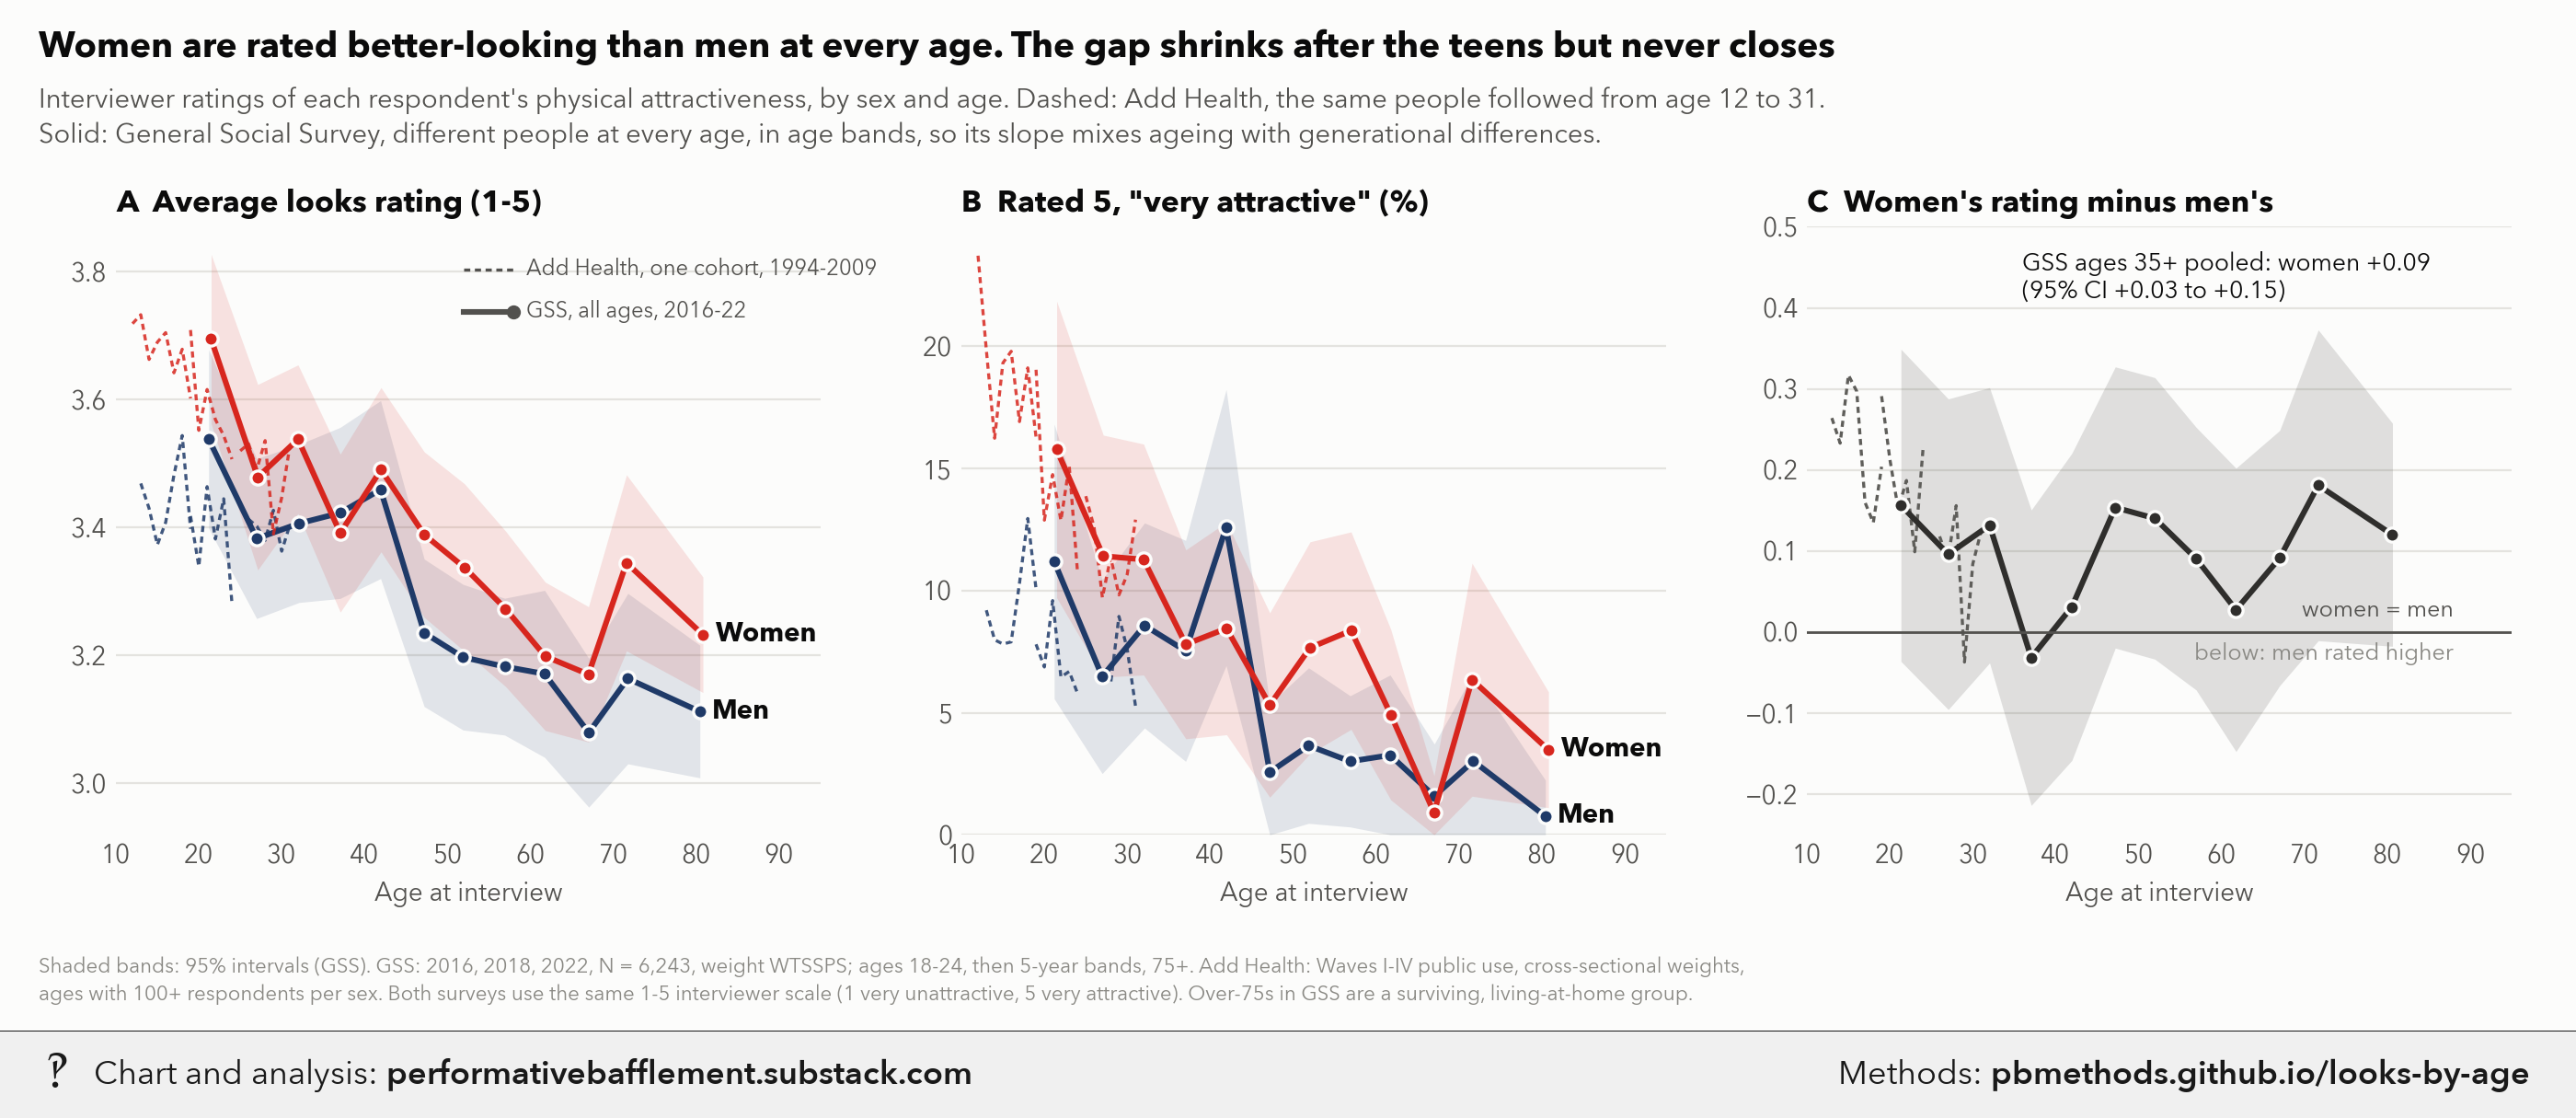 Women are rated better-looking than men at every age. The gap shrinks after the teens but never closes
Interviewer ratings of each respondent's physical attractiveness, by sex and age. Dashed: Add Health, the same people followed from age 12 to 31.
Solid: General Social Survey, different people at every age, in age bands, so its slope mixes ageing with generational differences.
A Average looks rating (1-5)
Add Health, one cohort, 1994-2009
GSS, all ages, 2016-22
3.8
3.6
3.4
3.2
3.0
Women
Men
10 20 30 40 50 60 70 80 90
Age at interview
B Rated 5, "very attractive" (%)
20
15
10
5
0
Women
Men
10 20 30 40 50 60 70 80 90
Age at interview
C Women's rating minus men's
GSS ages 35+ pooled: women +0.09
(95% CI +0.03 to +0.15)
0.5
0.4
0.3
0.2
0.1
0.0
−0.1
−0.2
women = men
below: men rated higher
10 20 30 40 50 60 70 80 90
Age at interview
Shaded bands: 95% intervals (GSS). GSS: 2016, 2018, 2022, N = 6,243, weight WTSSPS; ages 18-24, then 5-year bands, 75+. Add Health: Waves I-IV public use, cross-sectional weights,
ages with 100+ respondents per sex. Both surveys use the same 1-5 interviewer scale (1 very unattractive, 5 very attractive). Over-75s in GSS are a surviving, living-at-home group.
‽ Chart and analysis: performativebafflement.substack.com
Methods: pbmethods.github.io/looks-by-age